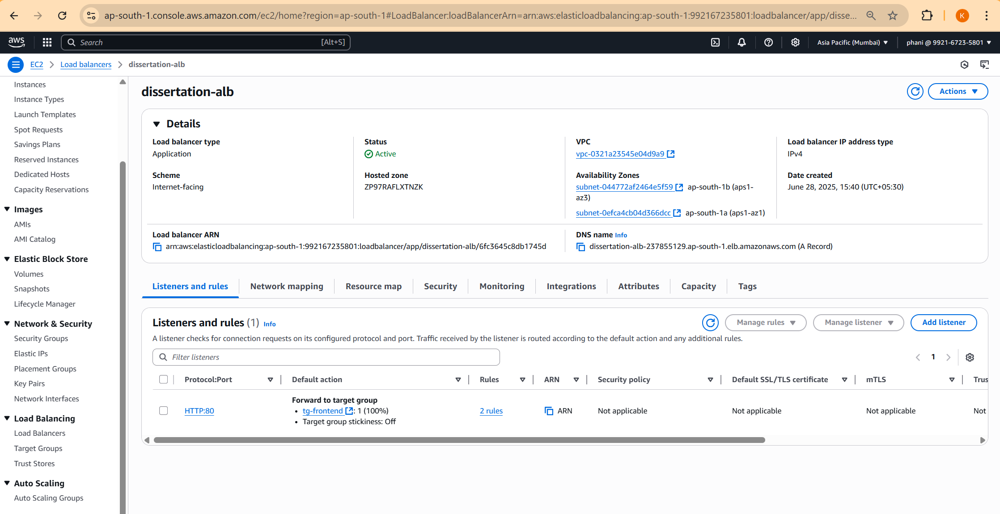 ap-south-1.console.aws.amazon.com/ec2/home?region=ap-south-1#LoadBalancer:loadBalancerArn=arn:aws:elasticloadbalancing:ap-south-1:992167235801:loadbalancer/app/disse...
K
aws
Search [Alt+S]
Asia Pacific (Mumbai)
phani @ 9921-6723-5801
EC2 > Load balancers > dissertation-alb
Instances
Instance Types
Launch Templates
Spot Requests
Savings Plans
Reserved Instances
Dedicated Hosts
Capacity Reservations
Images
AMIs
AMI Catalog
Elastic Block Store
Volumes
Snapshots
Lifecycle Manager
Network & Security
Security Groups
Elastic IPs
Placement Groups
Key Pairs
Network Interfaces
Load Balancing
Load Balancers
Target Groups
Trust Stores
Auto Scaling
Auto Scaling Groups
dissertation-alb
Actions
Details
Load balancer type
Application
Scheme
Internet-facing
Status
Active
Hosted zone
ZP97RAFLXTNZK
VPC
vpc-0321a23545e04d9a9
Availability Zones
subnet-044772af2464e5f59 ap-south-1b (aps1-
az3)
subnet-0efca4cb04d366dcc ap-south-1a (aps1-az1)
Load balancer IP address type
IPv4
Date created
June 28, 2025, 15:40 (UTC+05:30)
Load balancer ARN
arn:aws:elasticloadbalancing:ap-south-1:992167235801:loadbalancer/app/dissertation-alb/6fc3645c8db1745d
DNS name Info
dissertation-alb-237855129.ap-south-1.elb.amazonaws.com (A Record)
Listeners and rules
Network mapping
Resource map
Security
Monitoring
Integrations
Attributes
Capacity
Tags
Listeners and rules (1) Info
Manage rules
Manage listener
Add listener
A listener checks for connection requests on its configured protocol and port. Traffic received by the listener is routed according to the default action and any additional rules.
Filter listeners
1
Protocol:Port
Default action
Rules
ARN
Security policy
Default SSL/TLS certificate
mTLS
Trus
HTTP:80
Forward to target group
• tg-frontend : 1 (100%)
• Target group stickiness: Off
2 rules
ARN
Not applicable
Not applicable
Not applicable
Not